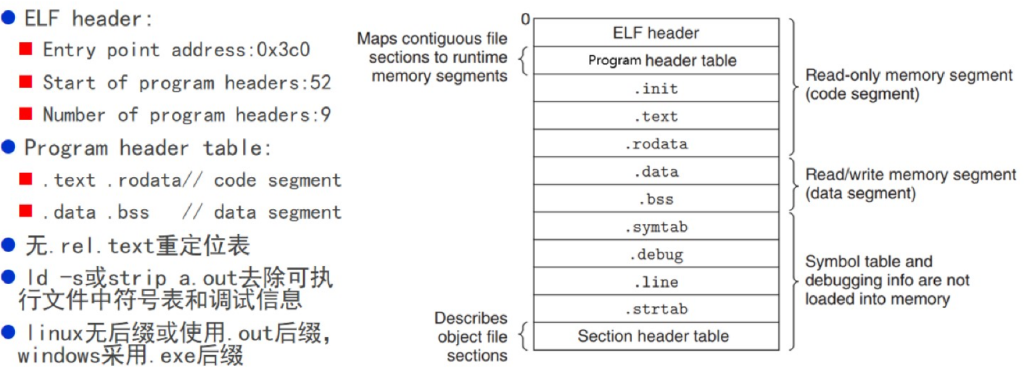 ELF header:
Entry point address:0x3c0
Start of program headers:52
Number of program headers:9
Program header table:
.text .rodata// code segment
.data .bss // data segment
无.rel.text重定位表
ld -s或strip a.out去除可执
行文件中符号表和调试信息
linux无后缀或使用.out后缀,
windows采用.exe后缀
Maps contiguous file
sections to runtime
memory segments
Describes
object file
sections
0
ELF header
Program header table
.init
.text
.rodata
.data
.bss
.symtab
.debug
.line
.strtab
Section header table
Read-only memory segment
(code segment)
Read/write memory segment
(data segment)
Symbol table and
debugging info are not
loaded into memory